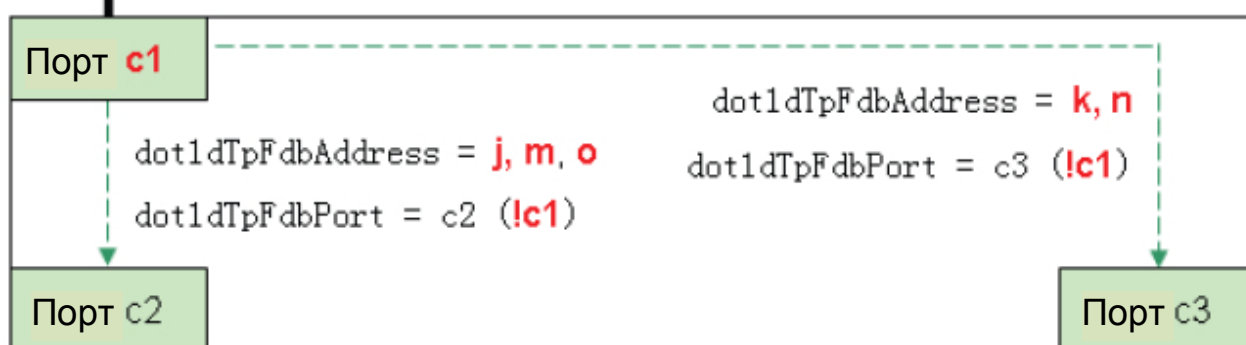 Порт c1
dot1dTpFdbAddress = k, n
dot1dTpFdbPort = c3 (!c1)
dot1dTpFdbAddress = j, m, o
dot1dTpFdbPort = c2 (!c1)
Порт c2
Порт c3